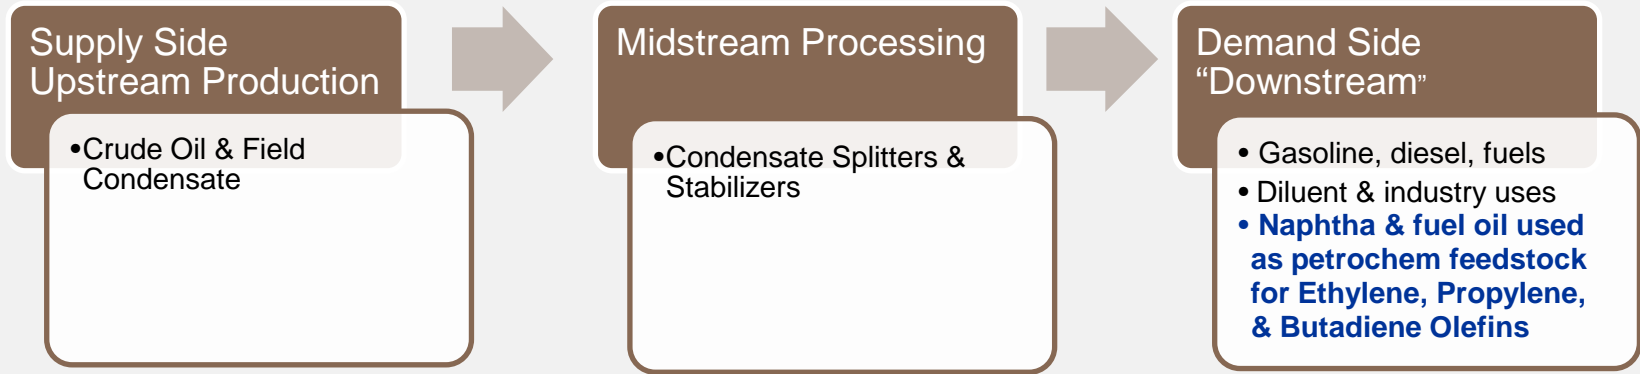 Supply Side
Upstream Production
•Crude Oil & Field
Condensate
Midstream Processing
•Condensate Splitters &
Stabilizers
Demand Side
“Downstream”
• Gasoline, diesel, fuels
• Diluent & industry uses
• Naphtha & fuel oil used
as petrochem feedstock
for Ethylene, Propylene,
& Butadiene Olefins